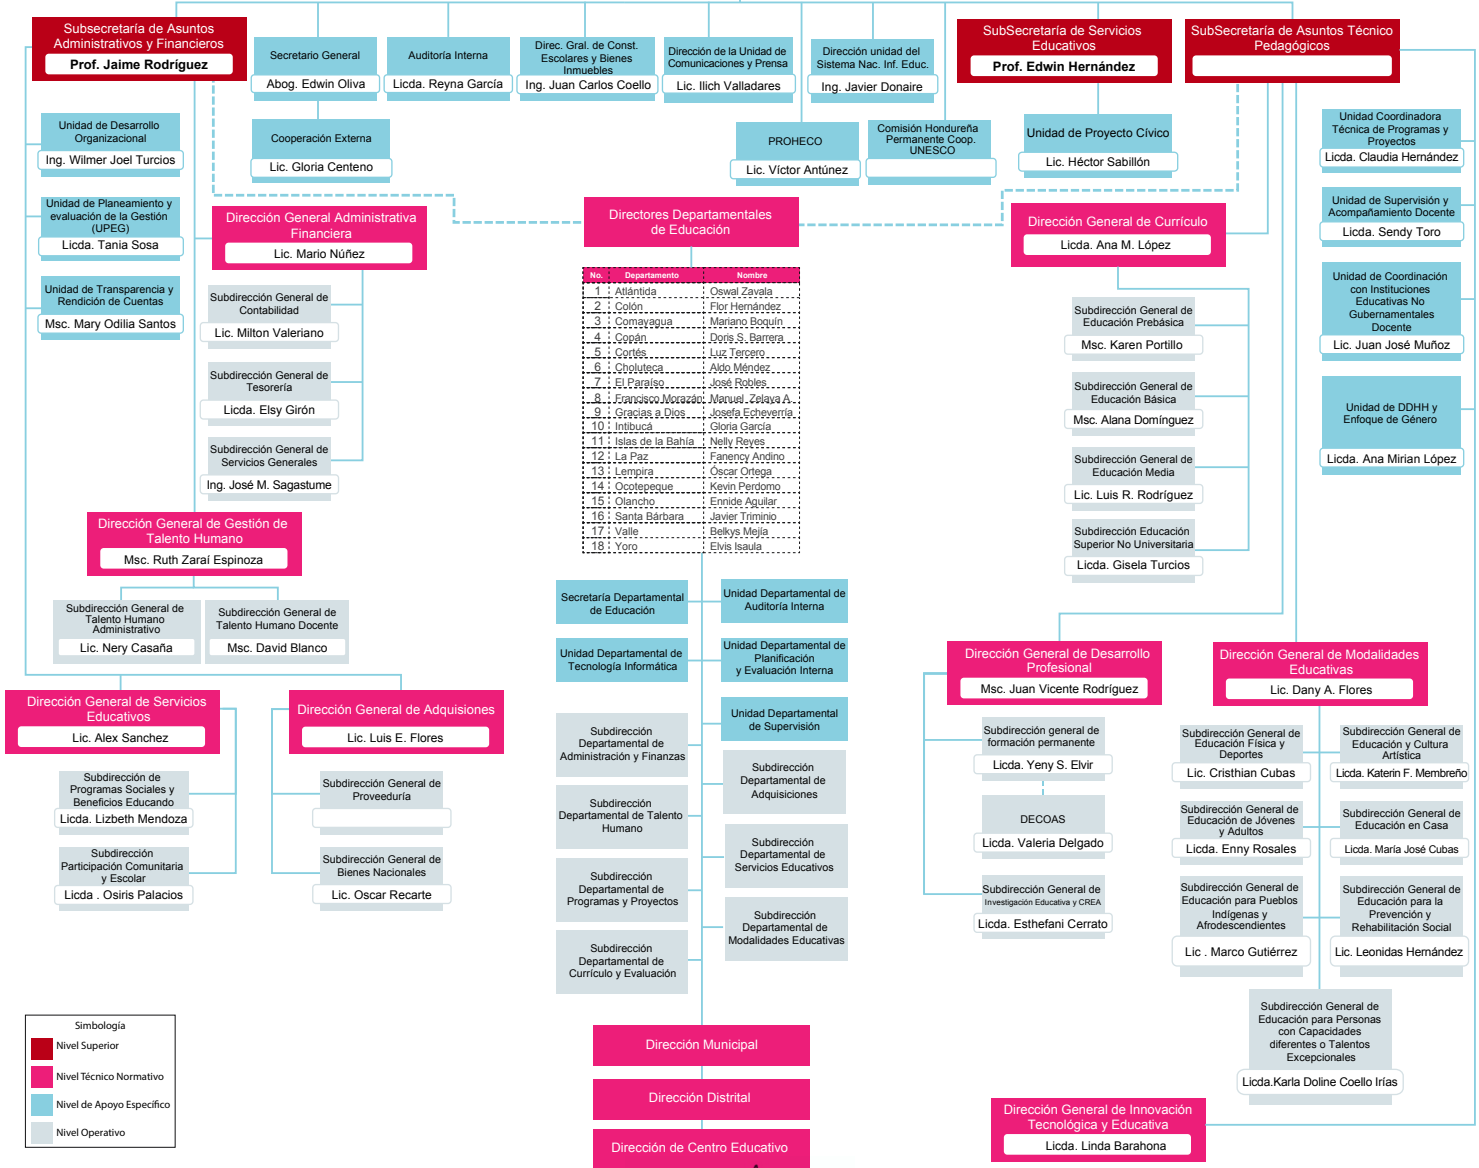 Subsecretaría de Asuntos
Administrativos y Financieros
Prof. Jaime Rodríguez
Secretario General
Abog. Edwin Oliva
Auditoría Interna
Licda. Reyna García
Direc. Gral. de Const.
Escolares y Bienes
Inmuebles
Ing. Juan Carlos Coello
Dirección de la Unidad de
Comunicaciones y Prensa
Lic. Ilich Valladares
Dirección unidad del
Sistema Nac. Inf. Educ.
Ing. Javier Donaire
SubSecretaría de Servicios
Educativos
Prof. Edwin Hernández
SubSecretaría de Asuntos Técnico
Pedagógicos
Unidad de Desarrollo
Organizacional
Ing. Wilmer Joel Turcios
Cooperación Externa
Lic. Gloria Centeno
PROHECO
Lic. Víctor Antúnez
Comisión Hondureña
Permanente Coop.
UNESCO
Unidad de Proyecto Cívico
Lic. Héctor Sabillón
Unidad Coordinadora
Técnica de Programas y
Proyectos
Licda. Claudia Hernández
Unidad de Planeamiento y
evaluación de la Gestión
(UPEG)
Licda. Tania Sosa
Dirección General Administrativa
Financiera
Lic. Mario Núñez
Directores Departamentales
de Educación
Dirección General de Currículo
Licda. Ana M. López
Unidad de Supervisión y
Acompañamiento Docente
Licda. Sendy Toro
Unidad de Transparencia y
Rendición de Cuentas
Msc. Mary Odilia Santos
Subdirección General de
Contabilidad
Lic. Milton Valeriano
Subdirección General de
Tesorería
Licda. Elsy Girón
Subdirección General de
Servicios Generales
Ing. José M. Sagastume
No. Departamento Nombre
1 Atlántida Oswal Zavala
2 Colón Flor Hernández
3 Comayagua Mariano Boquín
4 Copán Doris S. Barrera
5 Cortés Luz Tercero
6 Choluteca Aldo Méndez
7 El Paraíso José Robles
8 Francisco Morazán Manuel Zelaya A
9 Gracias a Dios Josefa Echeverría
10 Intibucá Gloria García
11 Islas de la Bahía Nelly Reyes
12 La Paz Fanency Andino
13 Lempira Óscar Ortega
14 Ocotepeque Kevin Perdomo
15 Olancho Ennide Aguilar
16 Santa Bárbara Javier Triminio
17 Valle Belkys Mejía
18 Yoro Elvis Isaula
Subdirección General de
Educación Prebásica
Msc. Karen Portillo
Subdirección General de
Educación Básica
Msc. Alana Domínguez
Subdirección General de
Educación Media
Lic. Luis R. Rodríguez
Subdirección Educación
Superior No Universitaria
Licda. Gisela Turcios
Unidad de Coordinación
con Instituciones
Educativas No
Gubernamentales
Docente
Lic. Juan José Muñoz
Unidad de DDHH y
Enfoque de Género
Licda. Ana Mirian López
Dirección General de Gestión de
Talento Humano
Msc. Ruth Zaraí Espinoza
Subdirección General de
Talento Humano
Administrativo
Lic. Nery Casaña
Subdirección General de
Talento Humano Docente
Msc. David Blanco
Secretaría Departamental
de Educación
Unidad Departamental de
Auditoría Interna
Unidad Departamental de
Tecnología Informática
Unidad Departamental de
Planificación
y Evaluación Interna
Unidad Departamental
de Supervisión
Dirección General de Servicios
Educativos
Lic. Alex Sanchez
Dirección General de Adquisiones
Lic. Luis E. Flores
Subdirección de
Programas Sociales y
Beneficios Educando
Licda. Lizbeth Mendoza
Subdirección
Participación Comunitaria
y Escolar
Licda . Osiris Palacios
Subdirección General de
Proveeduría
Subdirección General de
Bienes Nacionales
Lic. Oscar Recarte
Subdirección
Departamental de
Administración y Finanzas
Subdirección
Departamental de
Adquisiciones
Subdirección
Departamental de Talento
Humano
Subdirección
Departamental de
Servicios Educativos
Subdirección
Departamental de
Programas y Proyectos
Subdirección
Departamental de
Modalidades Educativas
Subdirección
Departamental de
Currículo y Evaluación
Dirección General de Desarrollo
Profesional
Msc. Juan Vicente Rodríguez
Subdirección general de
formación permanente
Licda. Yeny S. Elvir
DECOAS
Licda. Valeria Delgado
Subdirección General de
Investigación Educativa y CREA
Licda. Esthefani Cerrato
Dirección General de Modalidades
Educativas
Lic. Dany A. Flores
Subdirección General de
Educación Física y
Deportes
Lic. Cristhian Cubas
Subdirección General de
Educación y Cultura
Artística
Licda. Katerin F. Membreño
Subdirección General de
Educación de Jóvenes
y Adultos
Licda. Enny Rosales
Subdirección General de
Educación en Casa
Licda. María José Cubas
Subdirección General de
Educación para Pueblos
Indígenas y
Afrodescendientes
Lic . Marco Gutiérrez
Subdirección General de
Educación para la
Prevención y
Rehabilitación Social
Lic. Leonidas Hernández
Subdirección General de
Educación para Personas
con Capacidades
diferentes o Talentos
Excepcionales
Licda.Karla Doline Coello Irías
Simbología
Nivel Superior
Nivel Técnico Normativo
Nivel de Apoyo Específico
Nivel Operativo
Dirección Municipal
Dirección Distrital
Dirección de Centro Educativo
Dirección General de Innovación
Tecnológica y Educativa
Licda. Linda Barahona